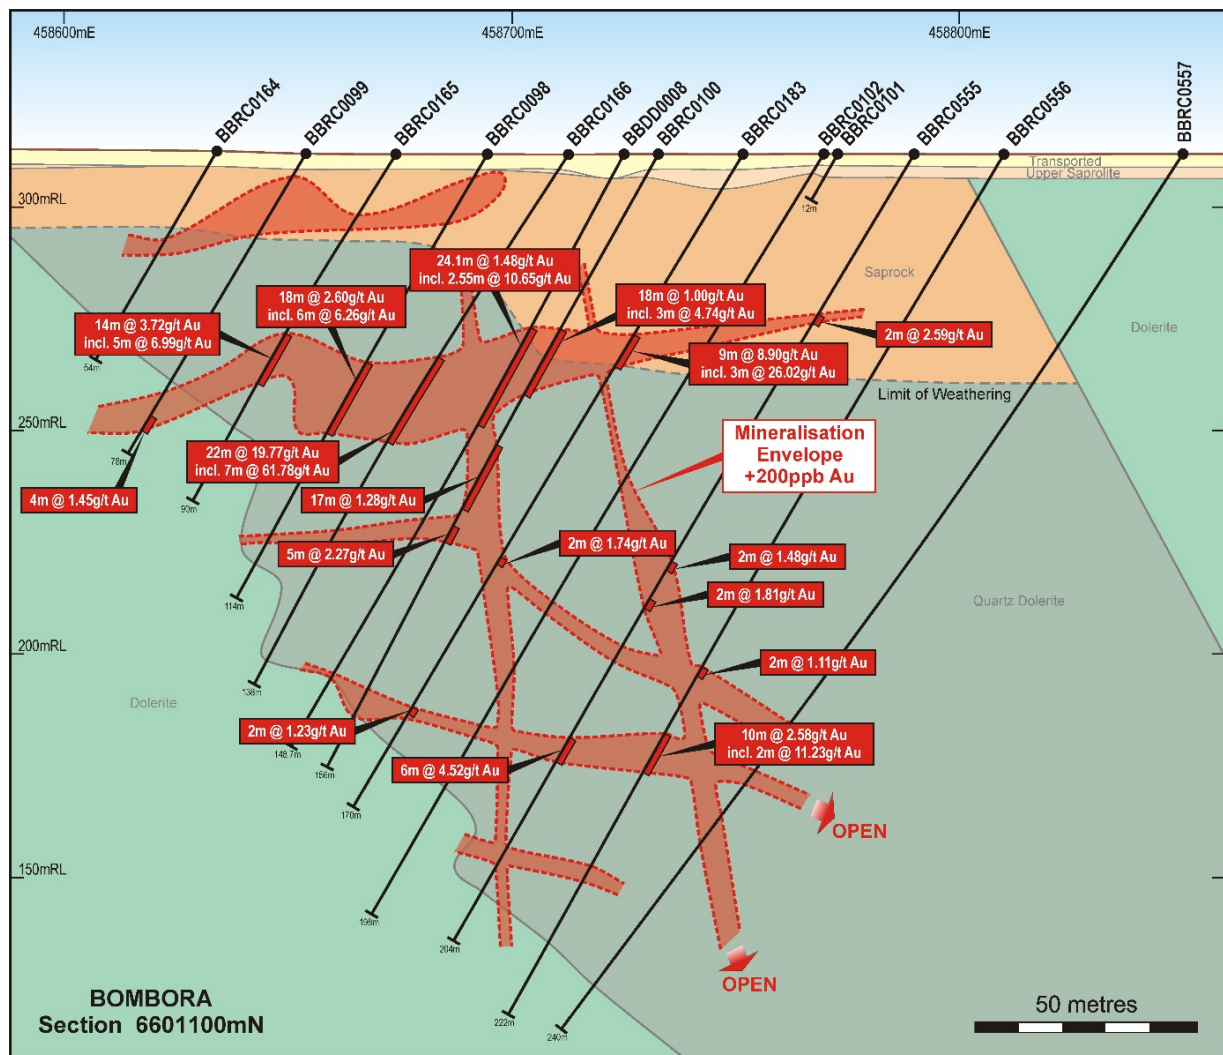 458600mE
458700mE
458800mE
BBRC0164
BBRC0099
BBRC0165
BBRC0098
BBRC0166
BBDD0008
BBRC0100
BBRC0183
BBRC0102
BBRC0101
BBRC0555
BBRC0556
BBRC0557
Transported
Upper Saprolite
300mRL
12m
24.1m @ 1.48g/t Au
incl. 2.55m @ 10.65g/t Au
Saprock
18m @ 2.60g/t Au
incl. 6m @ 6.26g/t Au
18m @ 1.00g/t Au
incl. 3m @ 4.74g/t Au
14m @ 3.72g/t Au
incl. 5m @ 6.99g/t Au
2m @ 2.59g/t Au
Dolerite
54m
9m @ 8.90g/t Au
incl. 3m @ 26.02g/t Au
Limit of Weathering
250mRL
Mineralisation
Envelope
+200ppb Au
78m
22m @ 19.77g/t Au
incl. 7m @ 61.78g/t Au
4m @ 1.45g/t Au
17m @ 1.28g/t Au
90m
5m @ 2.27g/t Au
2m @ 1.74g/t Au
2m @ 1.48g/t Au
2m @ 1.81g/t Au
114m
Quartz Dolerite
200mRL
2m @ 1.11g/t Au
138m
Dolerite
2m @ 1.23g/t Au
10m @ 2.58g/t Au
incl. 2m @ 11.23g/t Au
148.7m
156m
6m @ 4.52g/t Au
170m
OPEN
150mRL
198m
204m
OPEN
BOMBORA
Section 6601100mN
222m
240m
50 metres